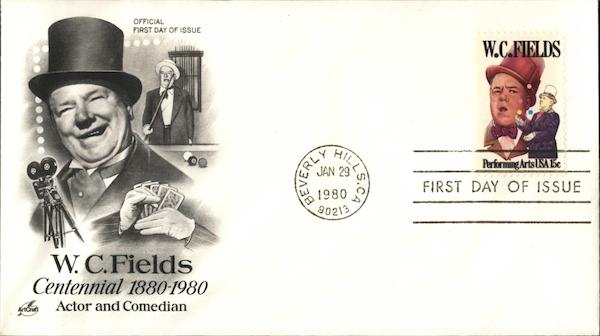 OFFICIAL
FIRST DAY OF ISSUE
W.C. FIELDS
Performing Arts USA 15c
BEVERLY HILLS, CA
JAN 29
1980
90213
FIRST DAY OF ISSUE
W. C. Fields
Centennial 1880-1980
Actor and Comedian
ArtCraft